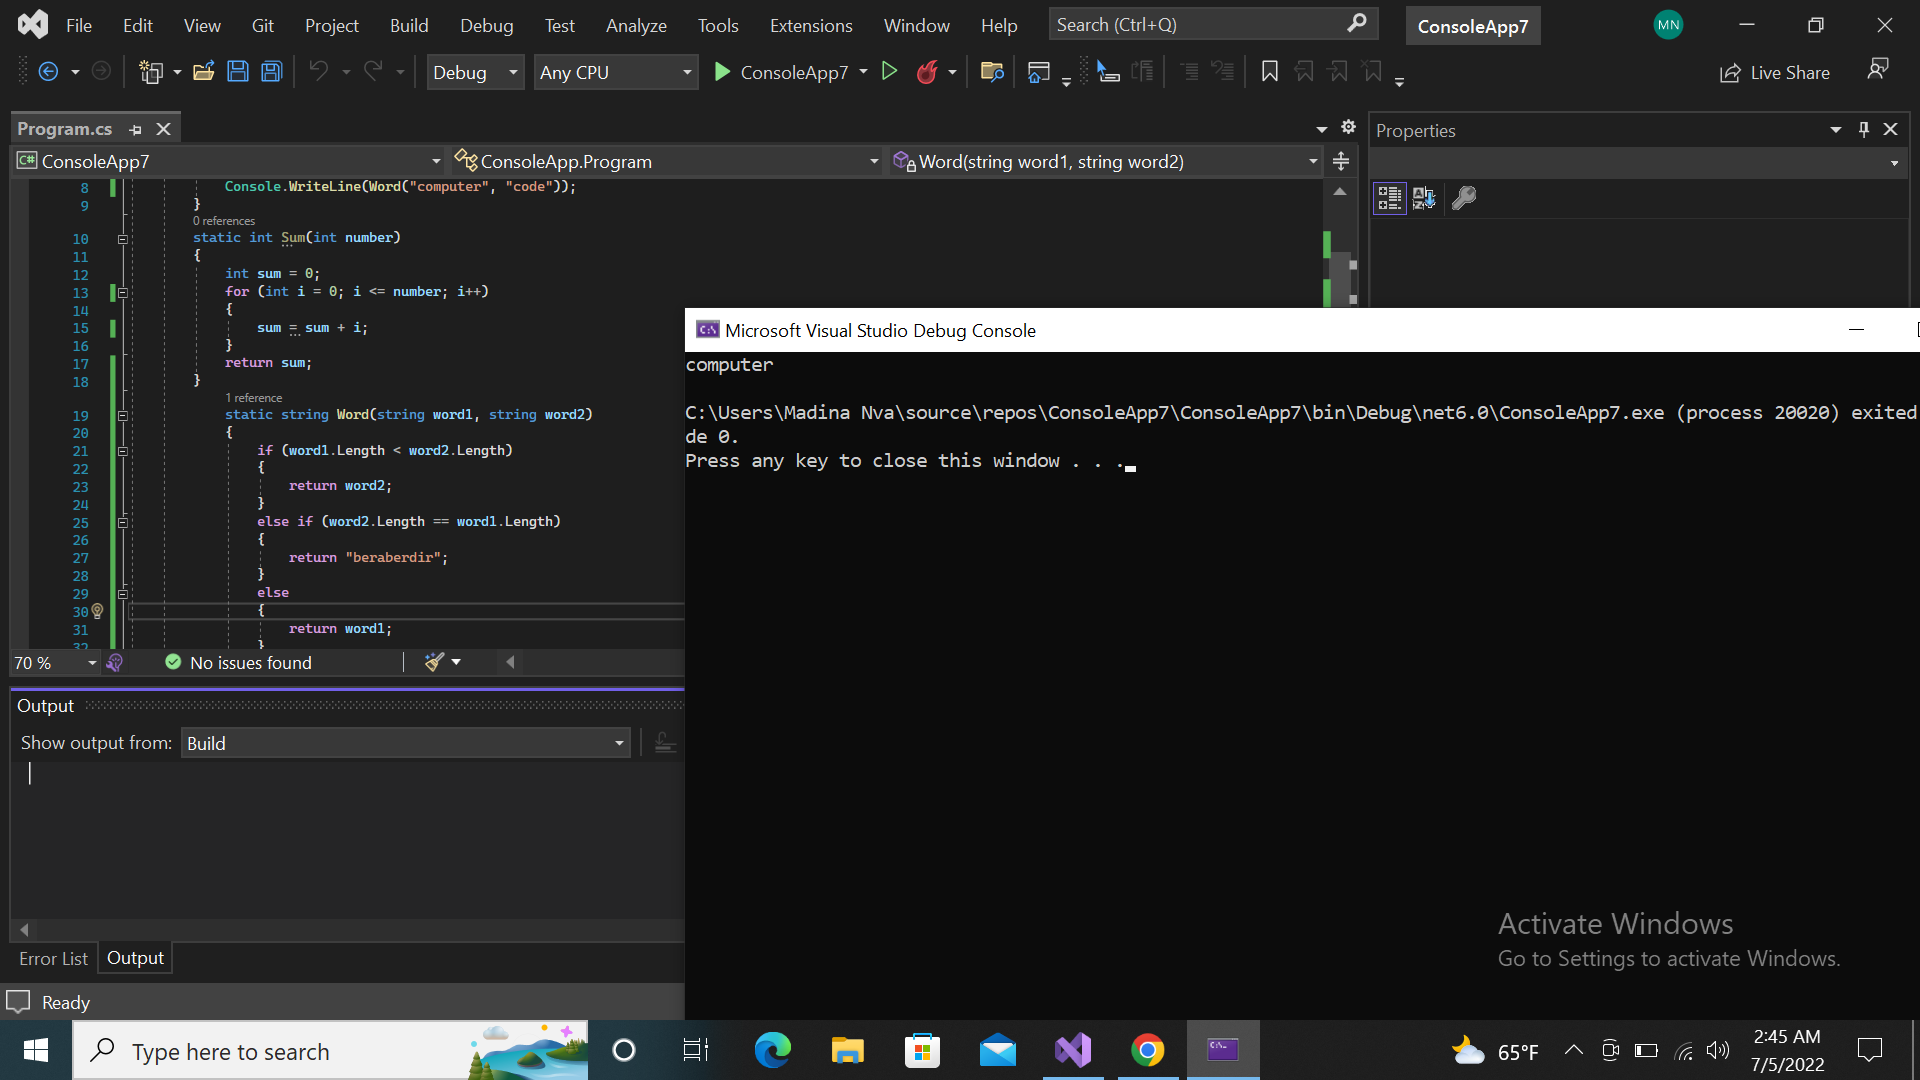 File Edit View Git Project Build Debug Test Analyze Tools Extensions Window Help Search (Ctrl+Q) ConsoleApp7 MN
Debug Any CPU ConsoleApp7 Live Share
Program.cs
ConsoleApp7 ConsoleApp.Program Word(string word1, string word2)
8 Console.WriteLine(Word("computer", "code"));
9 }
0 references
10 static int Sum(int number)
11 {
12 int sum = 0;
13 for (int i = 0; i <= number; i++)
14 {
15 sum = sum + i;
16 }
17 return sum;
18 }
1 reference
19 static string Word(string word1, string word2)
20 {
21 if (word1.Length < word2.Length)
22 {
23 return word2;
24 }
25 else if (word2.Length == word1.Length)
26 {
27 return "beraberdir";
28 }
29 else
30 {
31 return word1;
32 }
70 % No issues found
Output
Show output from: Build
Error List Output
Ready
Properties
Microsoft Visual Studio Debug Console
computer
C:\Users\Madina Nva\source\repos\ConsoleApp7\ConsoleApp7\bin\Debug\net6.0\ConsoleApp7.exe (process 20020) exited
de 0.
Press any key to close this window . . .
Activate Windows
Go to Settings to activate Windows.
Type here to search
65°F
2:45 AM
7/5/2022